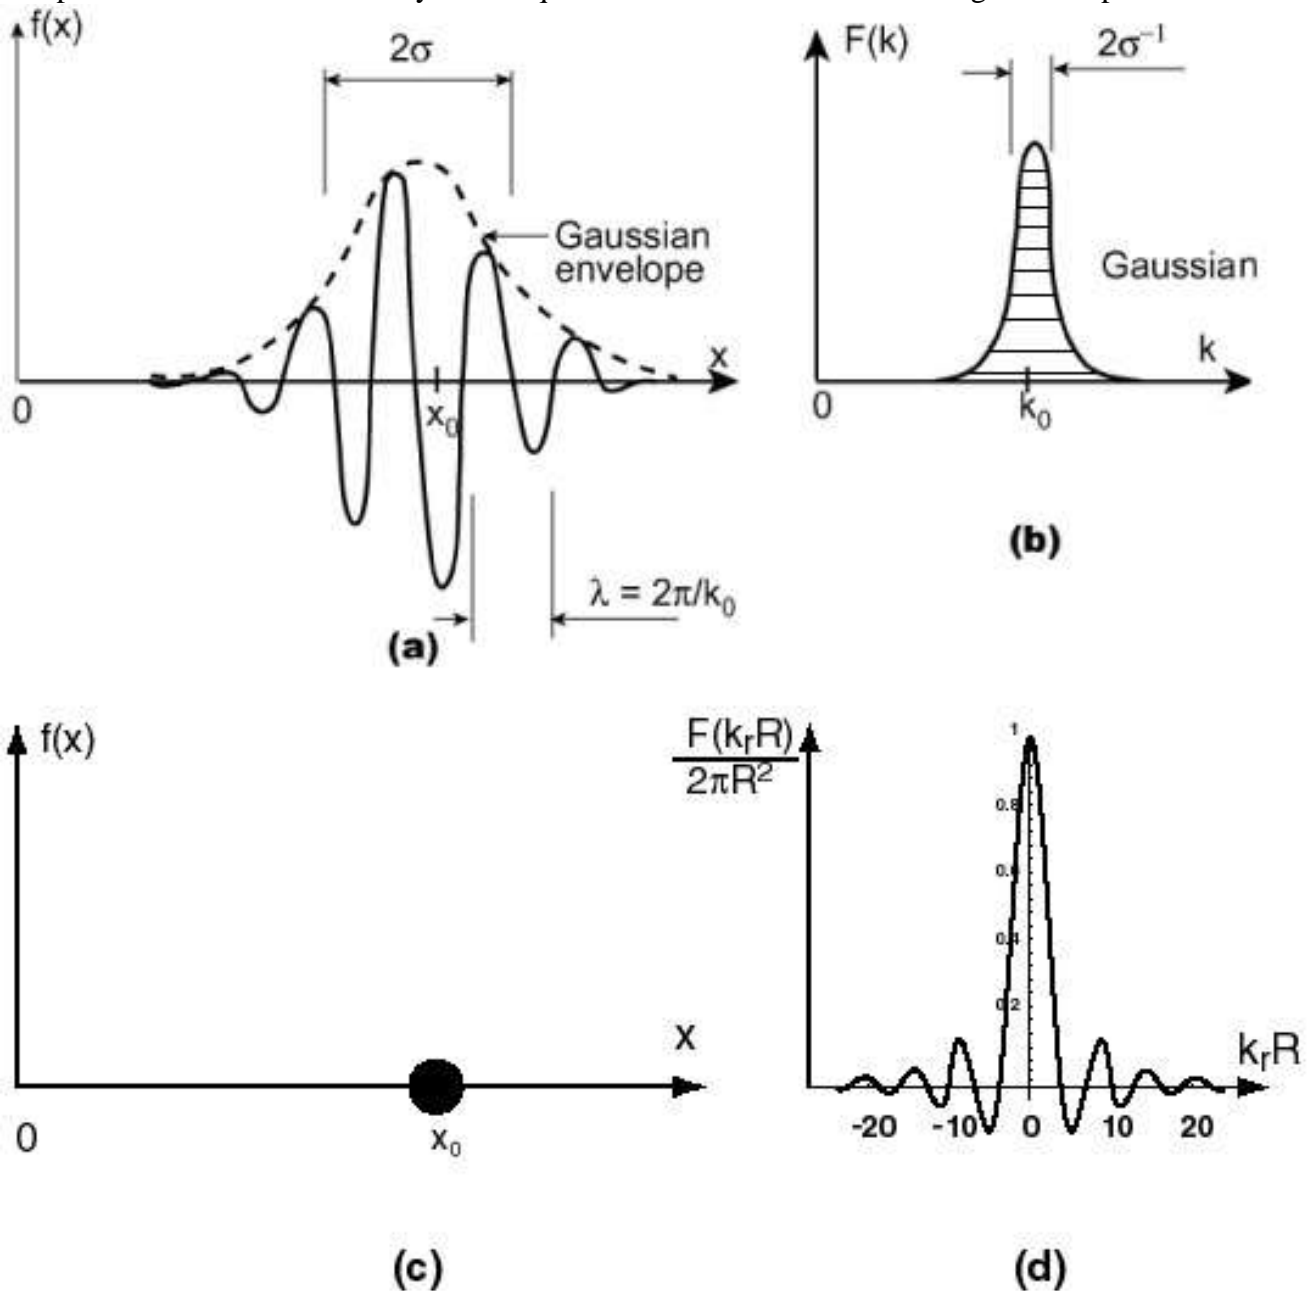 f(x)
2σ
Gaussian
envelope
x
0
x₀
λ = 2π/k₀
(a)
F(k)
2σ⁻¹
Gaussian
k
0
k₀
(b)
f(x)
x
0
x₀
(c)
F(kᵣR)
2πR²
1
0.8
0.6
0.4
0.2
kᵣR
-20 -10 0 10 20
(d)